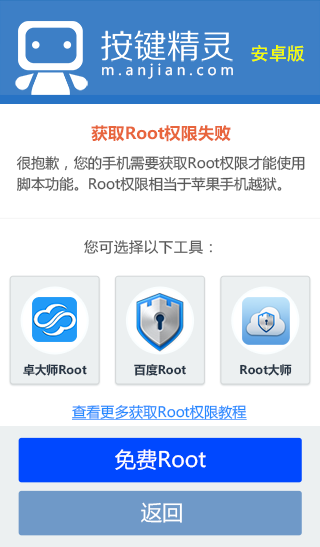 按键精灵
安卓版
m.anjian.com
获取Root权限失败
很抱歉，您的手机需要获取Root权限才能使用
脚本功能。Root权限相当于苹果手机越狱。
您可选择以下工具：
卓大师Root
百度Root
Root大师
查看更多获取Root权限教程
免费Root
返回